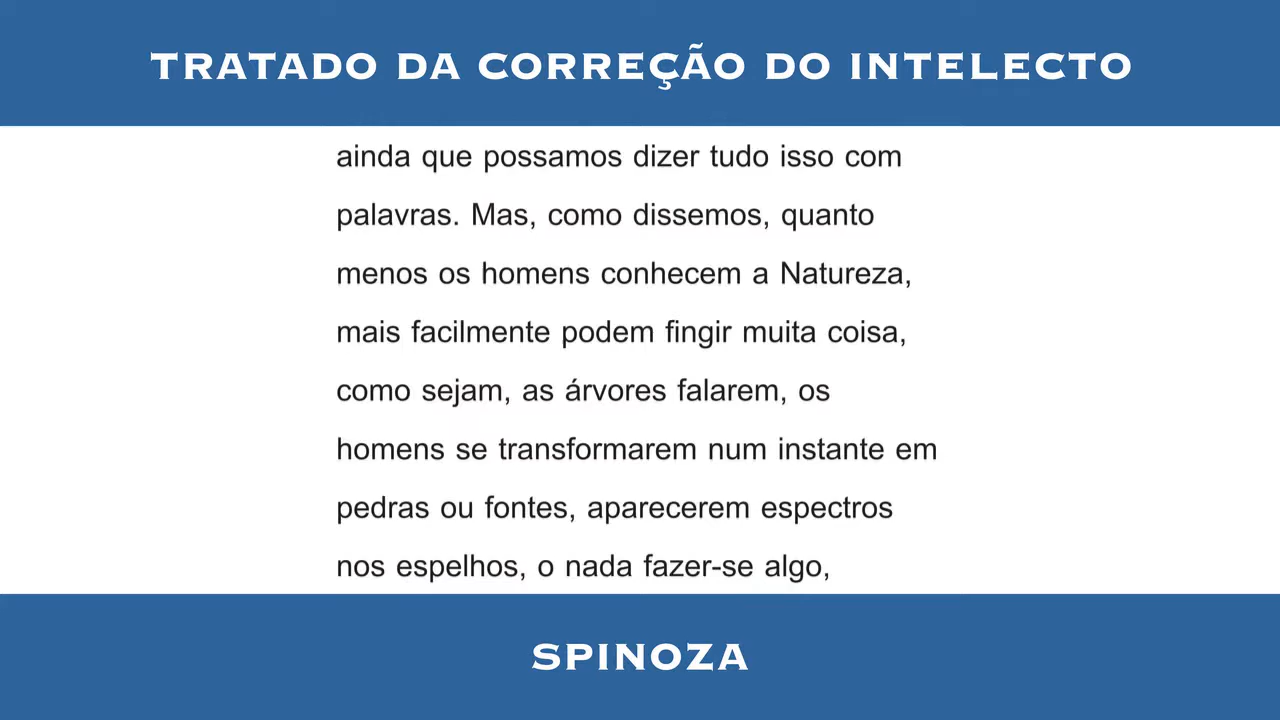 TRATADO DA CORREÇÃO DO INTELECTO
ainda que possamos dizer tudo isso com
palavras. Mas, como dissemos, quanto
menos os homens conhecem a Natureza,
mais facilmente podem fingir muita coisa,
como sejam, as árvores falarem, os
homens se transformarem num instante em
pedras ou fontes, aparecerem espectros
nos espelhos, o nada fazer-se algo,
SPINOZA